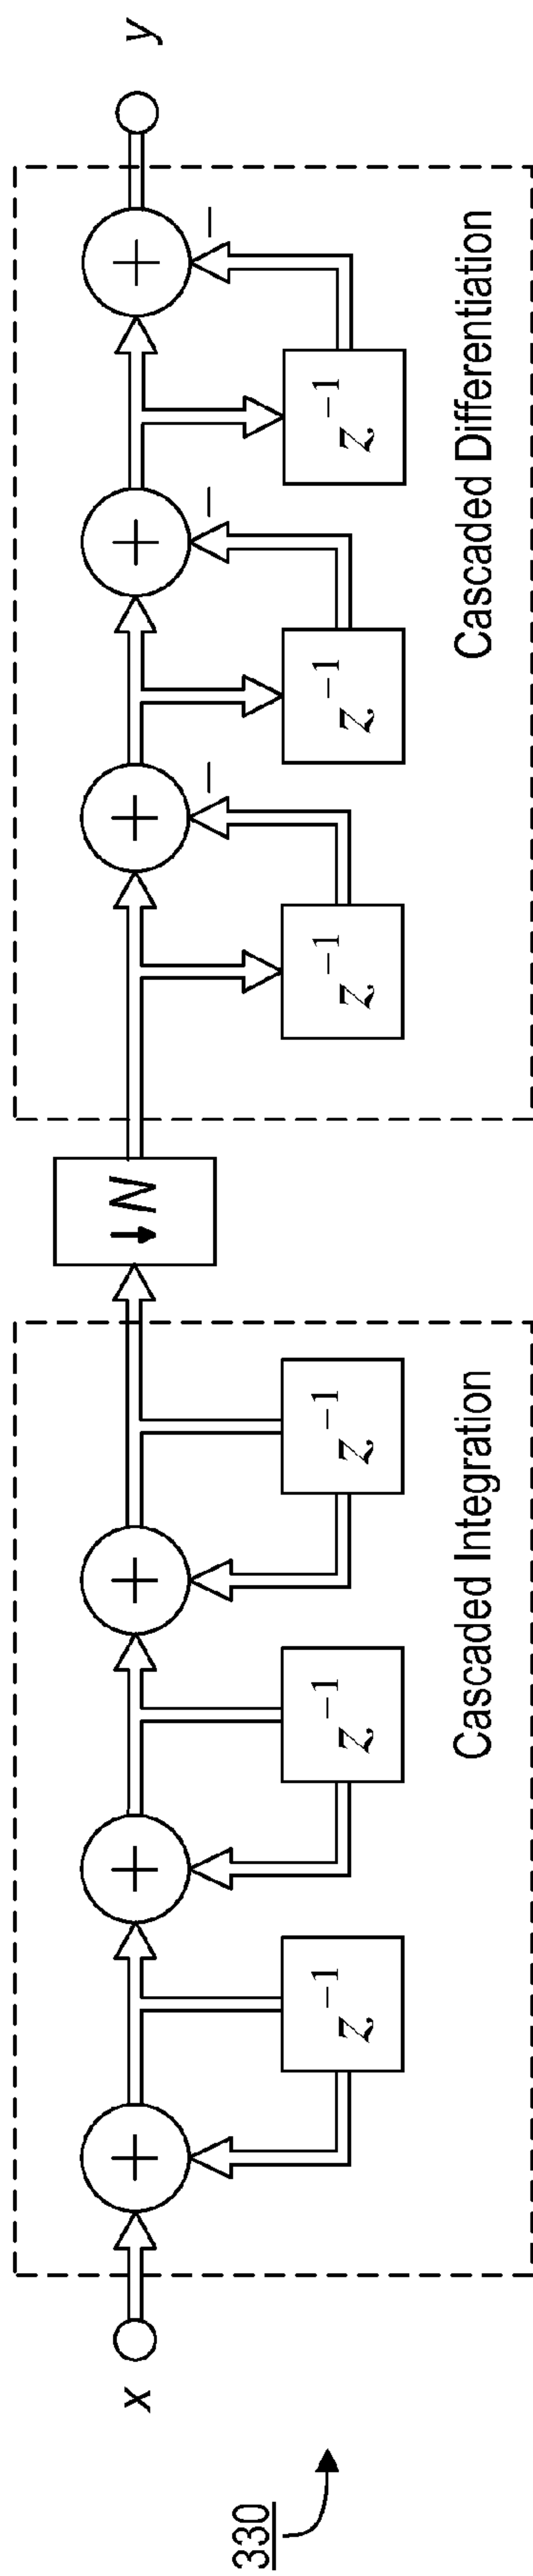 330
x
+
z⁻¹
+
z⁻¹
+
z⁻¹
Cascaded Integration
↓N
z⁻¹
+
−
z⁻¹
+
−
z⁻¹
+
−
Cascaded Differentiation
y